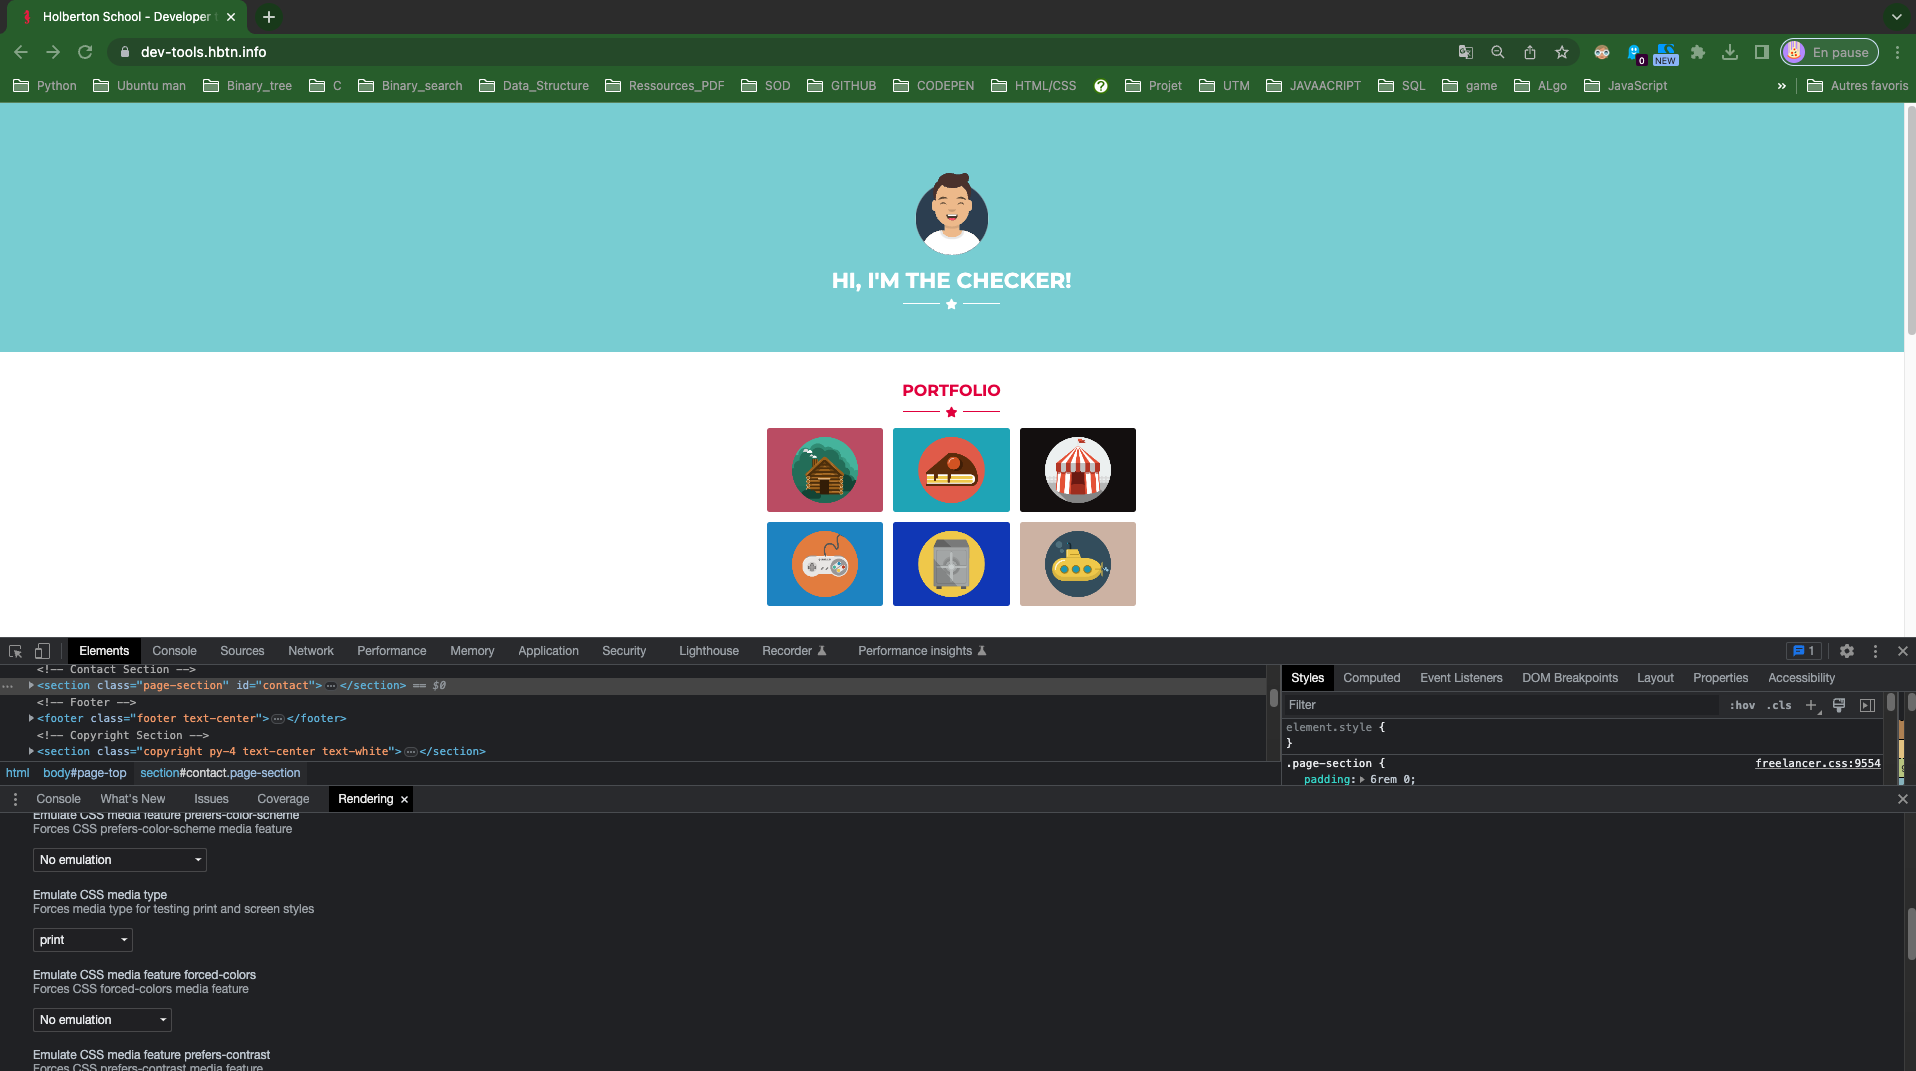 Holberton School - Developer t
dev-tools.hbtn.info
0
NEW
En pause
Python
Ubuntu man
Binary_tree
C
Binary_search
Data_Structure
Ressources_PDF
SOD
GITHUB
CODEPEN
HTML/CSS
Projet
UTM
JAVAACRIPT
SQL
game
ALgo
JavaScript
»
Autres favoris
HI, I'M THE CHECKER!
PORTFOLIO
Elements Console Sources Network Performance Memory Application Security Lighthouse Recorder Performance insights 1
<!-- Contact Section -->
<section class="page-section" id="contact"> … </section> == $0
<!-- Footer -->
<footer class="footer text-center"> … </footer>
<!-- Copyright Section -->
<section class="copyright py-4 text-center text-white"> … </section>
html body#page-top section#contact.page-section
Styles Computed Event Listeners DOM Breakpoints Layout Properties Accessibility
Filter :hov .cls +
element.style {
}
.page-section { freelancer.css:9554
padding: 6rem 0;
Console What's New Issues Coverage Rendering
Emulate CSS media feature prefers-color-scheme
Forces CSS prefers-color-scheme media feature
No emulation
Emulate CSS media type
Forces media type for testing print and screen styles
print
Emulate CSS media feature forced-colors
Forces CSS forced-colors media feature
No emulation
Emulate CSS media feature prefers-contrast
Forces CSS prefers-contrast media feature